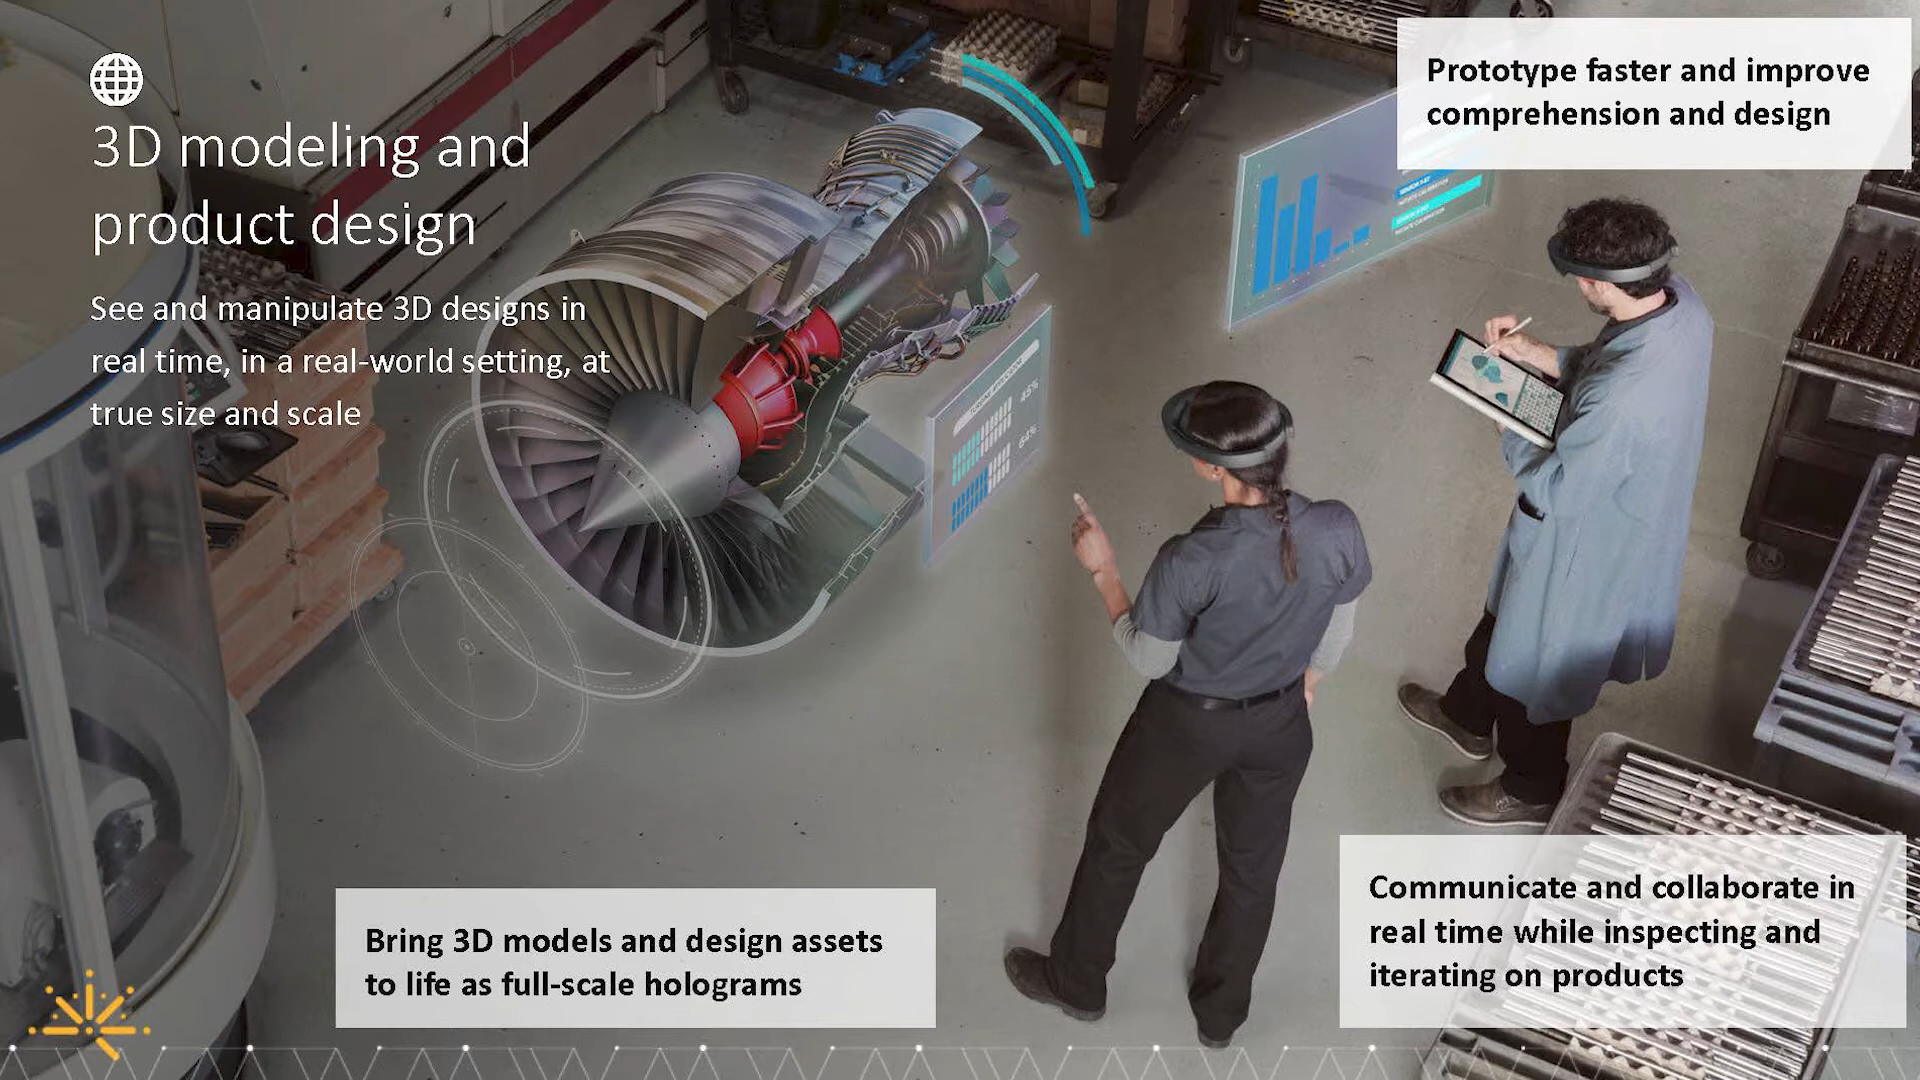 3D modeling and
product design
See and manipulate 3D designs in
real time, in a real-world setting, at
true size and scale
Prototype faster and improve
comprehension and design
45%
64%
Bring 3D models and design assets
to life as full-scale holograms
Communicate and collaborate in
real time while inspecting and
iterating on products